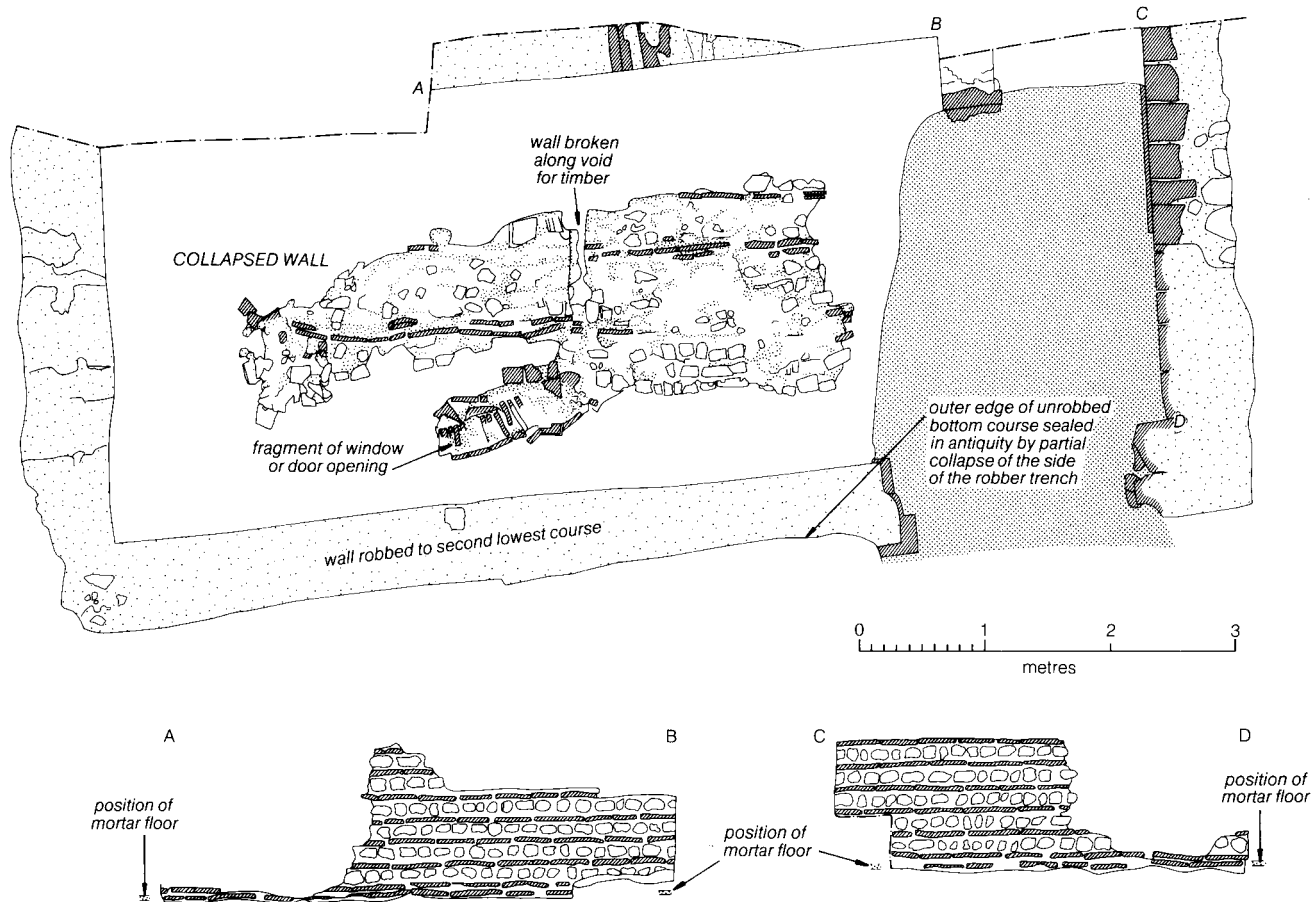 A
B
C
wall broken
along void
for timber
COLLAPSED WALL
D
fragment of window
or door opening
outer edge of unrobbed
bottom course sealed
in antiquity by partial
collapse of the side
of the robber trench
wall robbed to second lowest course
0 1 2 3
metres
A
B
C
D
position of
mortar floor
position of
mortar floor
position of
mortar floor